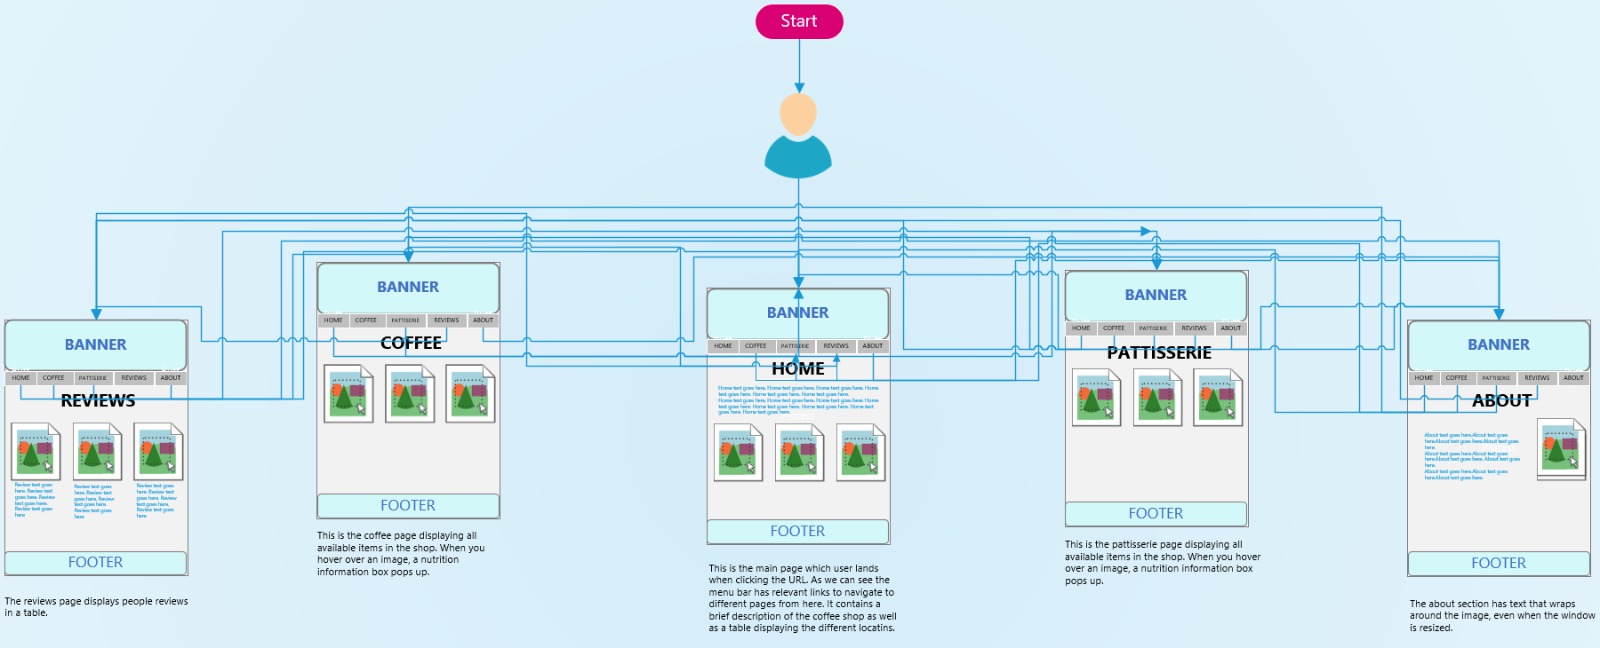 Start
BANNER
HOME COFFEE PATTISERIE REVIEWS ABOUT
REVIEWS
Review text goes
here. Review text
goes here. Review
text goes here.
Review text goes
here
Review text goes
here. Review text
goes here. Review
text goes here.
Review text goes
here
Review text goes
here. Review text
goes here. Review
text goes here.
Review text goes
here
FOOTER
The reviews page displays people reviews
in a table.
BANNER
HOME COFFEE PATTISERIE REVIEWS ABOUT
COFFEE
FOOTER
This is the coffee page displaying all
available items in the shop. When you
hover over an image, a nutrition
information box pops up.
BANNER
HOME COFFEE PATTISERIE REVIEWS ABOUT
HOME
Home text goes here. Home text goes here. Home text goes here. Home
text goes here. Home text goes here. Home text goes here. Home text
goes here. Home text goes here. Home text goes here. Home text goes
here. Home text goes here. Home text goes here. Home text
goes here. Home text goes here.
FOOTER
This is the main page which user lands
when clicking the URL. As we can see the
menu bar has relevant links to navigate to
different pages from here. It contains a
brief description of the coffee shop as well
as a table displaying the different locatins.
BANNER
HOME COFFEE PATTISERIE REVIEWS ABOUT
PATTISSERIE
FOOTER
This is the pattisserie page displaying all
available items in the shop. When you hover
over an image, a nutrition information box
pops up.
BANNER
HOME COFFEE PATTISERIE REVIEWS ABOUT
ABOUT
About text goes here.About text goes
here.About text goes here.About text goes
here.
About text goes here.About text goes
here.About text goes here. About text goes
here.
About text goes here.About text goes
here.About text goes here.
FOOTER
The about section has text that wraps
around the image, even when the window
is resized.